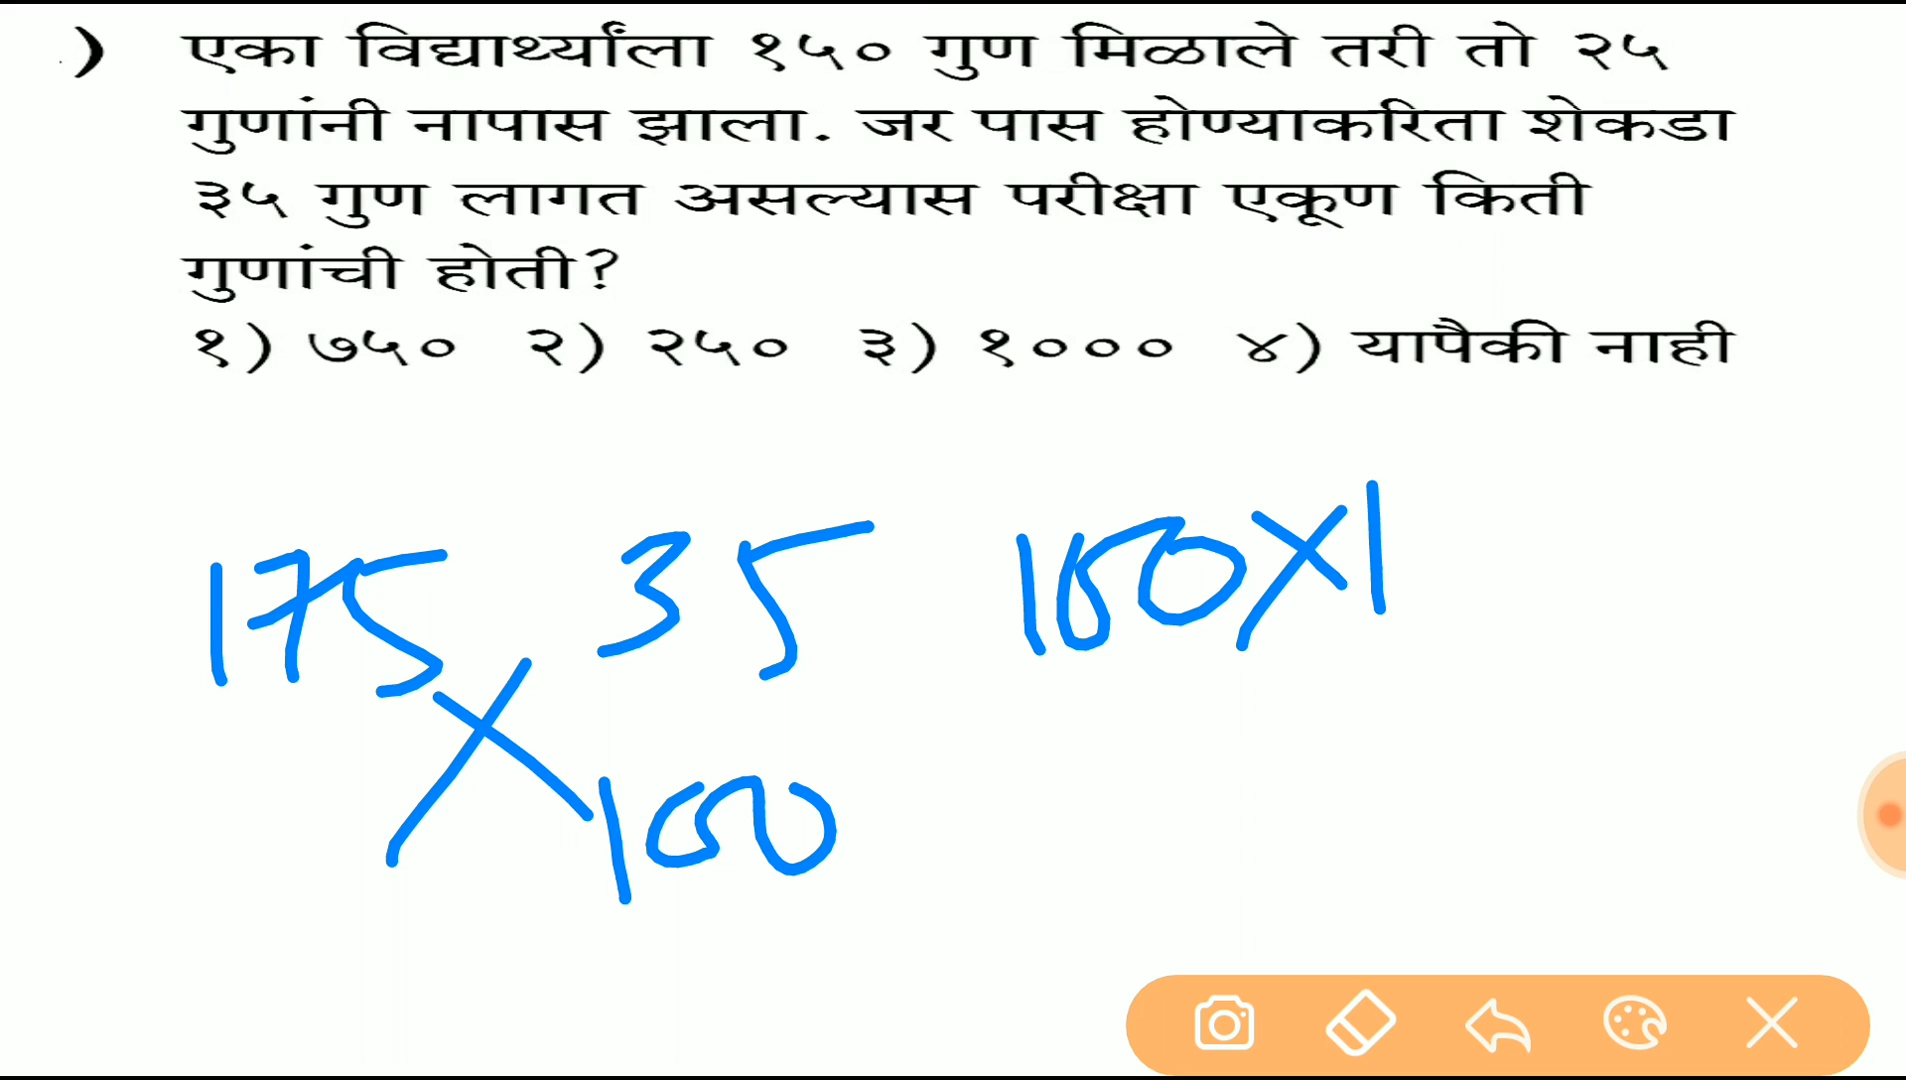 ) एका विद्यार्थ्यांला १५० गुण मिळाले तरी तो २५
गुणांनी नापास झाला. जर पास होण्याकरिता शेकडा
३५ गुण लागत असल्यास परीक्षा एकूण किती
गुणांची होती?
१) ७५० २) २५० ३) १००० ४) यापैकी नाही
175 35 100X1
X 100